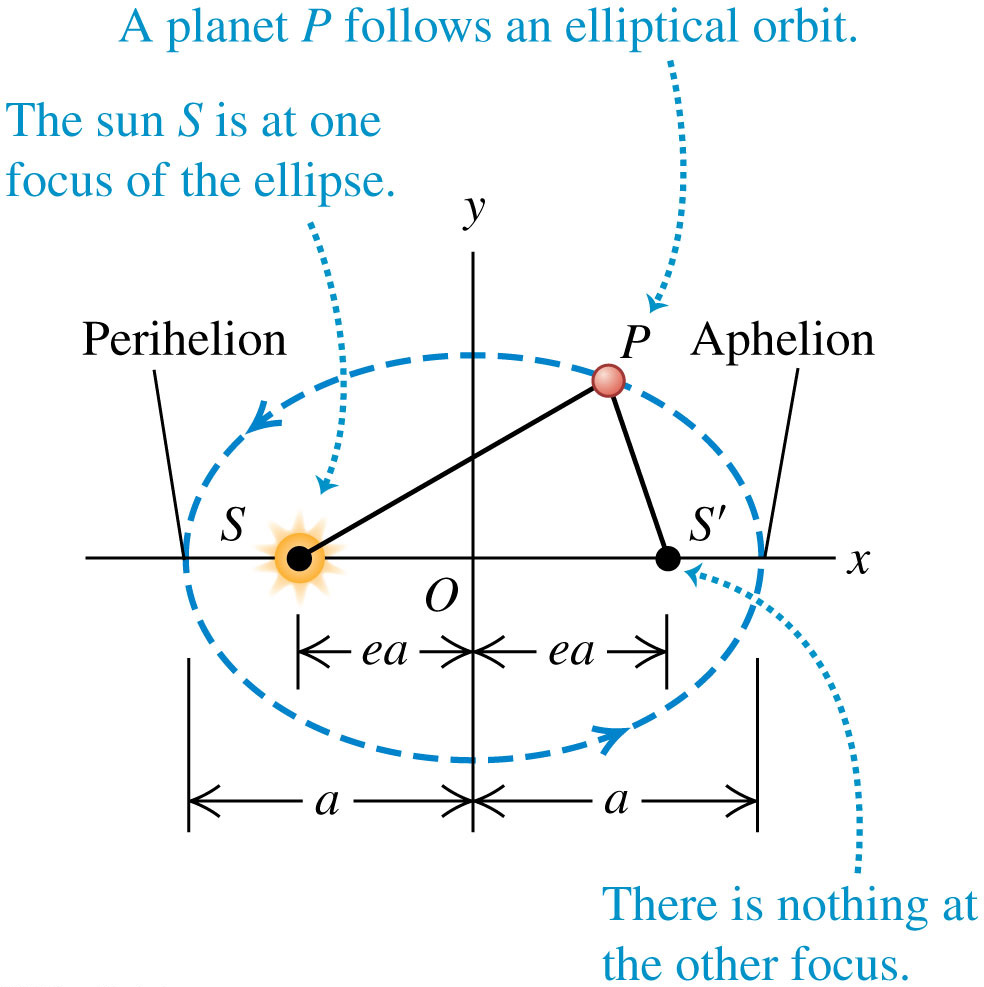 A planet P follows an elliptical orbit.
The sun S is at one
focus of the ellipse.
y
Perihelion
P
Aphelion
S
S′
x
O
ea
ea
a
a
There is nothing at
the other focus.